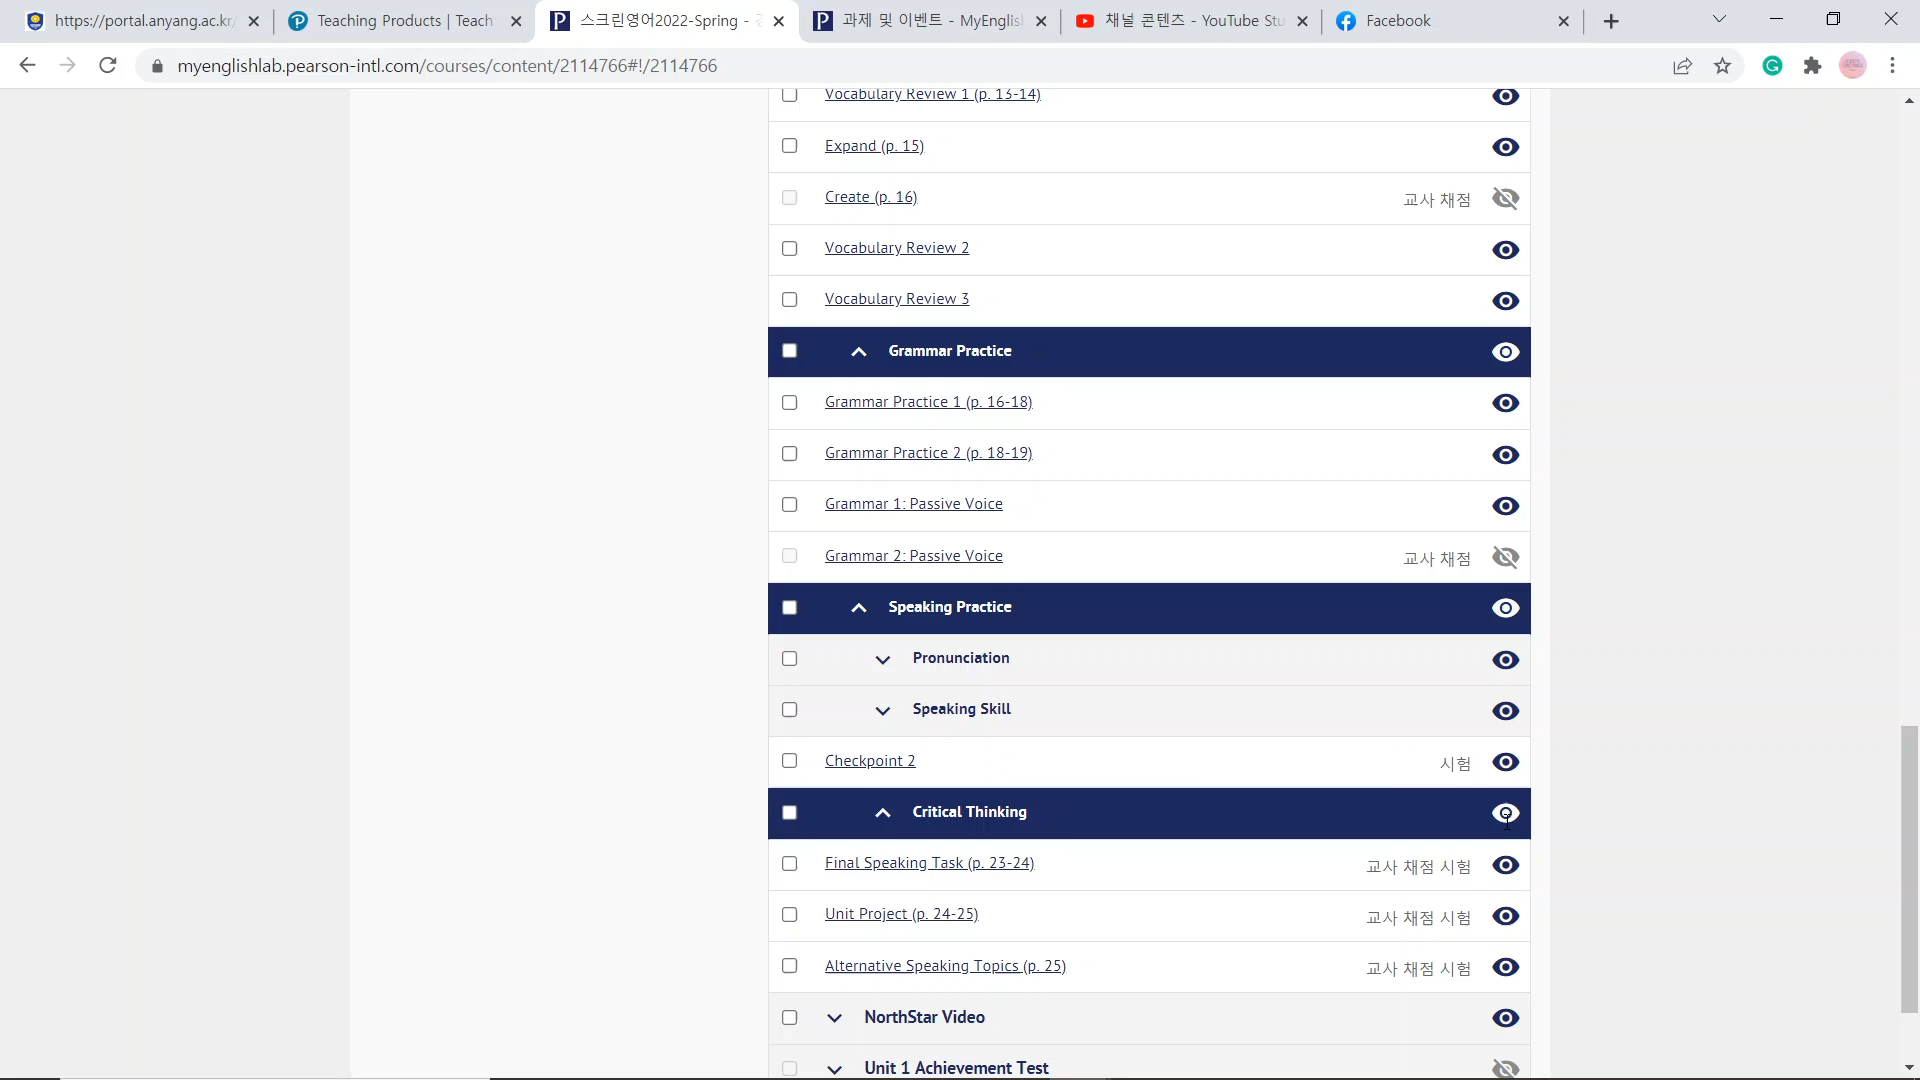 https://portal.anyang.ac.kr/
Teaching Products | Teach
스크린영어2022-Spring -
과제 및 이벤트 - MyEnglish
채널 콘텐츠 - YouTube Stu
Facebook
myenglishlab.pearson-intl.com/courses/content/2114766#!/2114766
Vocabulary Review 1 (p. 13-14)
Expand (p. 15)
Create (p. 16) 교사 채점
Vocabulary Review 2
Vocabulary Review 3
Grammar Practice
Grammar Practice 1 (p. 16-18)
Grammar Practice 2 (p. 18-19)
Grammar 1: Passive Voice
Grammar 2: Passive Voice 교사 채점
Speaking Practice
Pronunciation
Speaking Skill
Checkpoint 2 시험
Critical Thinking
Final Speaking Task (p. 23-24) 교사 채점 시험
Unit Project (p. 24-25) 교사 채점 시험
Alternative Speaking Topics (p. 25) 교사 채점 시험
NorthStar Video
Unit 1 Achievement Test